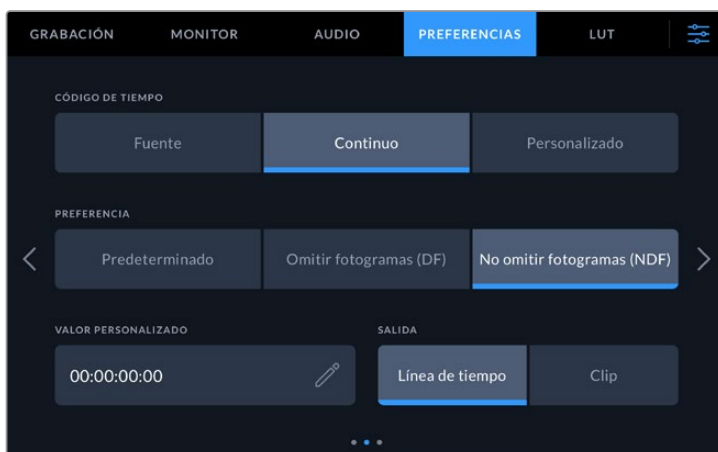 GRABACIÓN MONITOR AUDIO PREFERENCIAS LUT
CÓDIGO DE TIEMPO
Fuente Continuo Personalizado
PREFERENCIA
Predeterminado Omitir fotogramas (DF) No omitir fotogramas (NDF)
VALOR PERSONALIZADO SALIDA
00:00:00:00 Línea de tiempo Clip